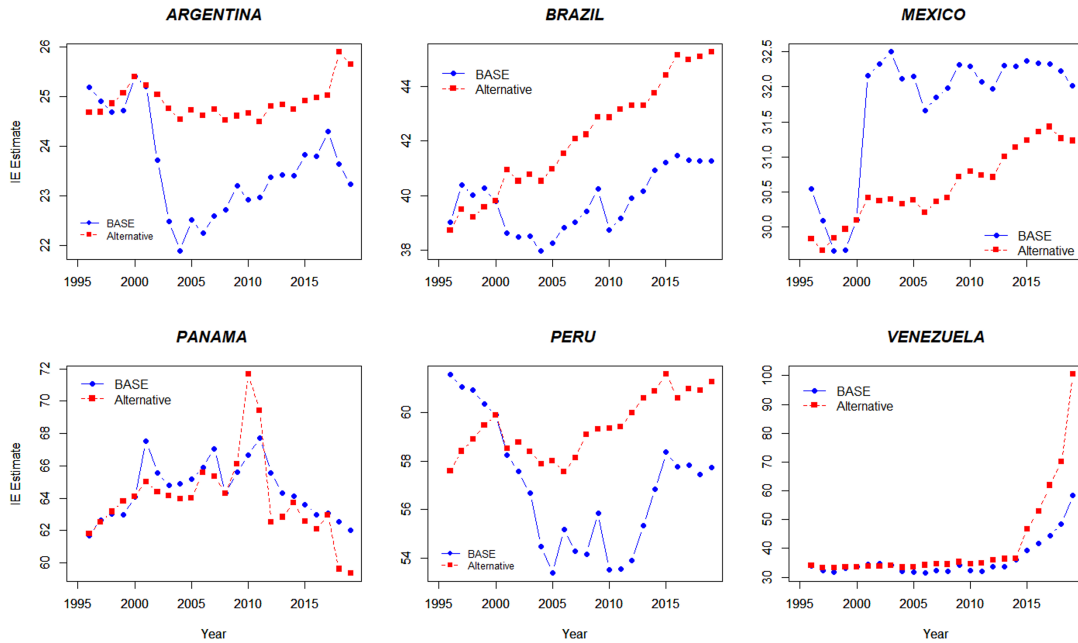 ARGENTINA
IE Estimate
26
25
24
23
22
BASE
Alternative
1995 2000 2005 2010 2015
BRAZIL
44
42
40
38
BASE
Alternative
1995 2000 2005 2010 2015
MEXICO
32.5
32.0
31.5
31.0
30.5
30.0
BASE
Alternative
1995 2000 2005 2010 2015
PANAMA
IE Estimate
72
70
68
66
64
62
60
BASE
Alternative
1995 2000 2005 2010 2015
Year
PERU
60
58
56
54
BASE
Alternative
1995 2000 2005 2010 2015
Year
VENEZUELA
100
90
80
70
60
50
40
30
BASE
Alternative
1995 2000 2005 2010 2015
Year